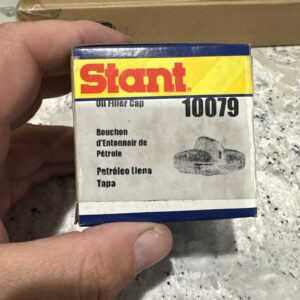 Stant®
Oil Filler Cap
10079
Bouchon
d'Entonnoir de
Pétrole
Petróleo Llena
Tapa